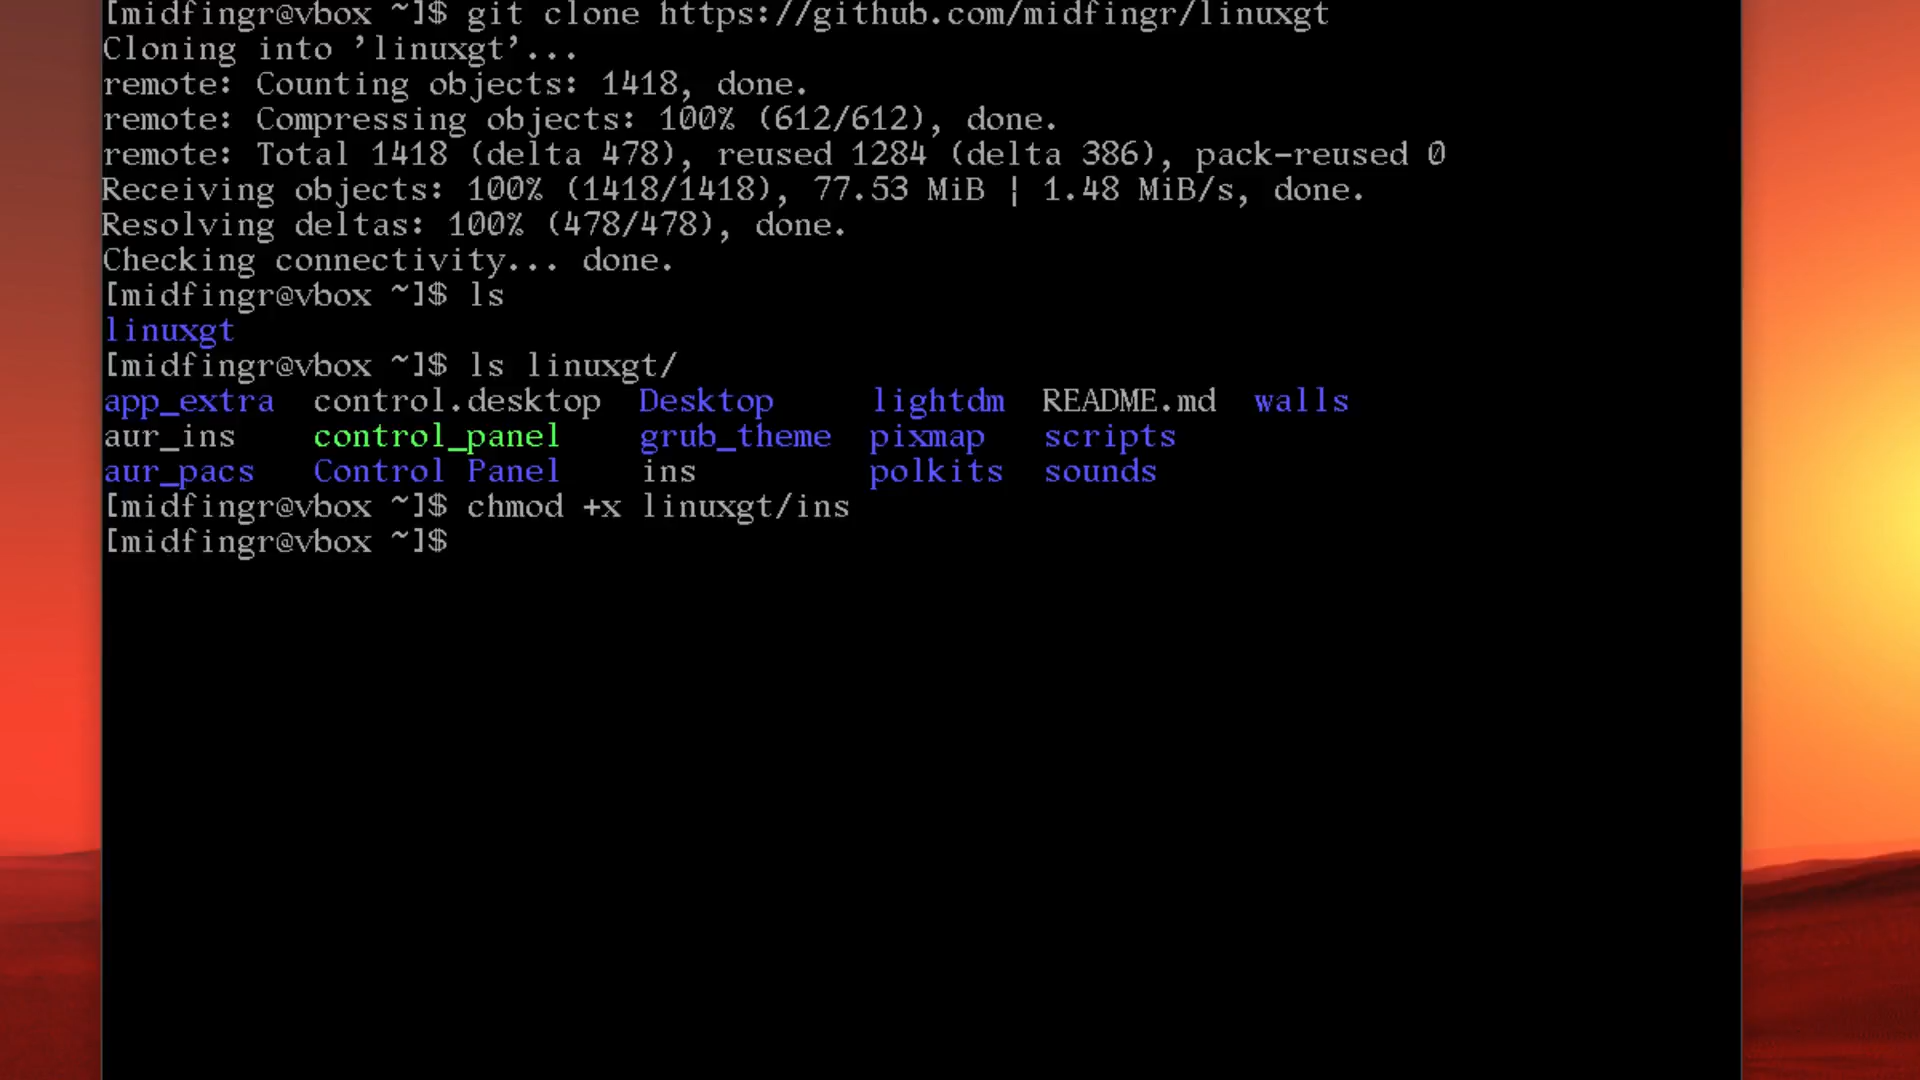 [midfingr@vbox ~]$ git clone https://github.com/midfingr/linuxgt
Cloning into 'linuxgt'...
remote: Counting objects: 1418, done.
remote: Compressing objects: 100% (612/612), done.
remote: Total 1418 (delta 478), reused 1284 (delta 386), pack-reused 0
Receiving objects: 100% (1418/1418), 77.53 MiB | 1.48 MiB/s, done.
Resolving deltas: 100% (478/478), done.
Checking connectivity... done.
[midfingr@vbox ~]$ ls
linuxgt
[midfingr@vbox ~]$ ls linuxgt/
app_extra control.desktop Desktop lightdm README.md walls
aur_ins control_panel grub_theme pixmap scripts
aur_pacs Control Panel ins polkits sounds
[midfingr@vbox ~]$ chmod +x linuxgt/ins
[midfingr@vbox ~]$